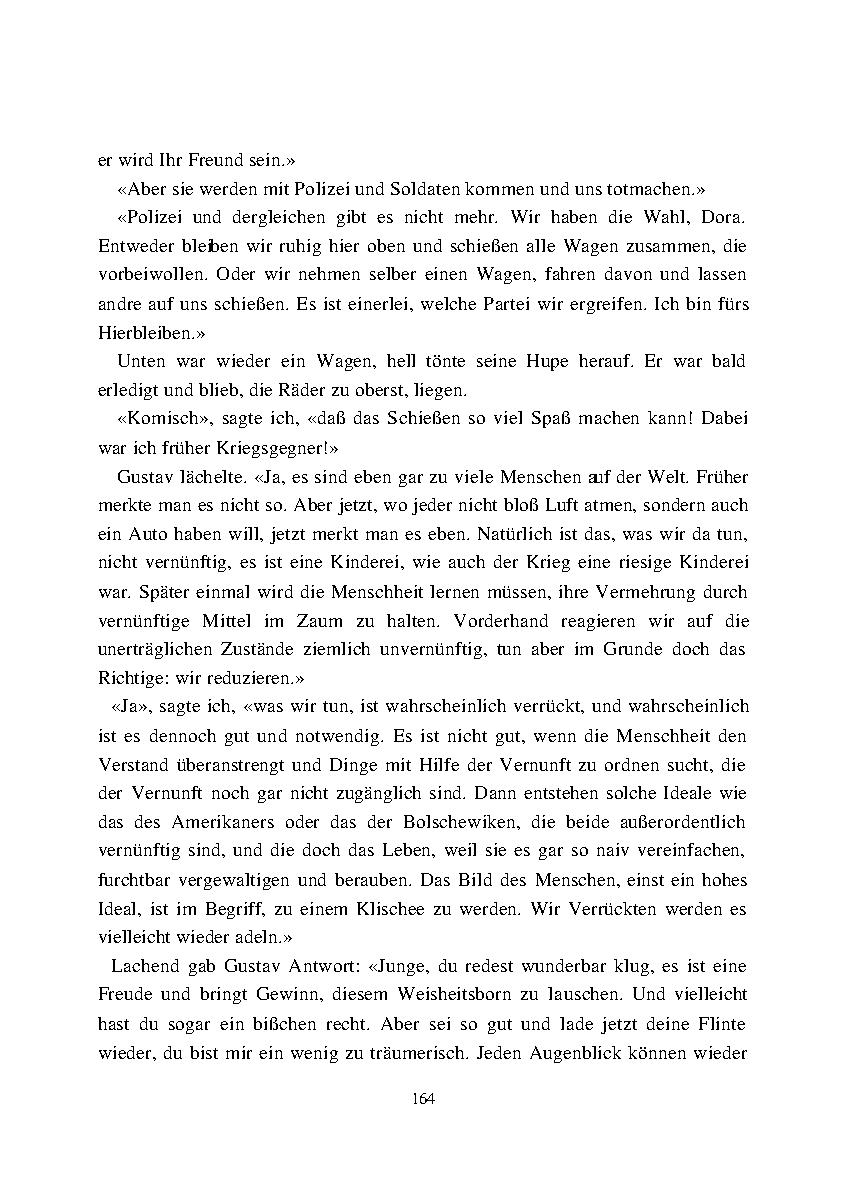 er wird Ihr Freund sein.»
«Aber sie werden mit Polizei und Soldaten kommen und uns totmachen.»
«Polizei und dergleichen gibt es nicht mehr. Wir haben die Wahl, Dora.
Entweder bleiben wir ruhig hier oben und schießen alle Wagen zusammen, die
vorbeiwollen. Oder wir nehmen selber einen Wagen, fahren davon und lassen
andre auf uns schießen. Es ist einerlei, welche Partei wir ergreifen. Ich bin fürs
Hierbleiben.»
Unten war wieder ein Wagen, hell tönte seine Hupe herauf. Er war bald
erledigt und blieb, die Räder zu oberst, liegen.
«Komisch», sagte ich, «daß das Schießen so viel Spaß machen kann! Dabei
war ich früher Kriegsgegner!»
Gustav lächelte. «Ja, es sind eben gar zu viele Menschen auf der Welt. Früher
merkte man es nicht so. Aber jetzt, wo jeder nicht bloß Luft atmen, sondern auch
ein Auto haben will, jetzt merkt man es eben. Natürlich ist das, was wir da tun,
nicht vernünftig, es ist eine Kinderei, wie auch der Krieg eine riesige Kinderei
war. Später einmal wird die Menschheit lernen müssen, ihre Vermehrung durch
vernünftige Mittel im Zaum zu halten. Vorderhand reagieren wir auf die
unerträglichen Zustände ziemlich unvernünftig, tun aber im Grunde doch das
Richtige: wir reduzieren.»
«Ja», sagte ich, «was wir tun, ist wahrscheinlich verrückt, und wahrscheinlich
ist es dennoch gut und notwendig. Es ist nicht gut, wenn die Menschheit den
Verstand überanstrengt und Dinge mit Hilfe der Vernunft zu ordnen sucht, die
der Vernunft noch gar nicht zugänglich sind. Dann entstehen solche Ideale wie
das des Amerikaners oder das der Bolschewiken, die beide außerordentlich
vernünftig sind, und die doch das Leben, weil sie es gar so naiv vereinfachen,
furchtbar vergewaltigen und berauben. Das Bild des Menschen, einst ein hohes
Ideal, ist im Begriff, zu einem Klischee zu werden. Wir Verrückten werden es
vielleicht wieder adeln.»
Lachend gab Gustav Antwort: «Junge, du redest wunderbar klug, es ist eine
Freude und bringt Gewinn, diesem Weisheitsborn zu lauschen. Und vielleicht
hast du sogar ein bißchen recht. Aber sei so gut und lade jetzt deine Flinte
wieder, du bist mir ein wenig zu träumerisch. Jeden Augenblick können wieder
164